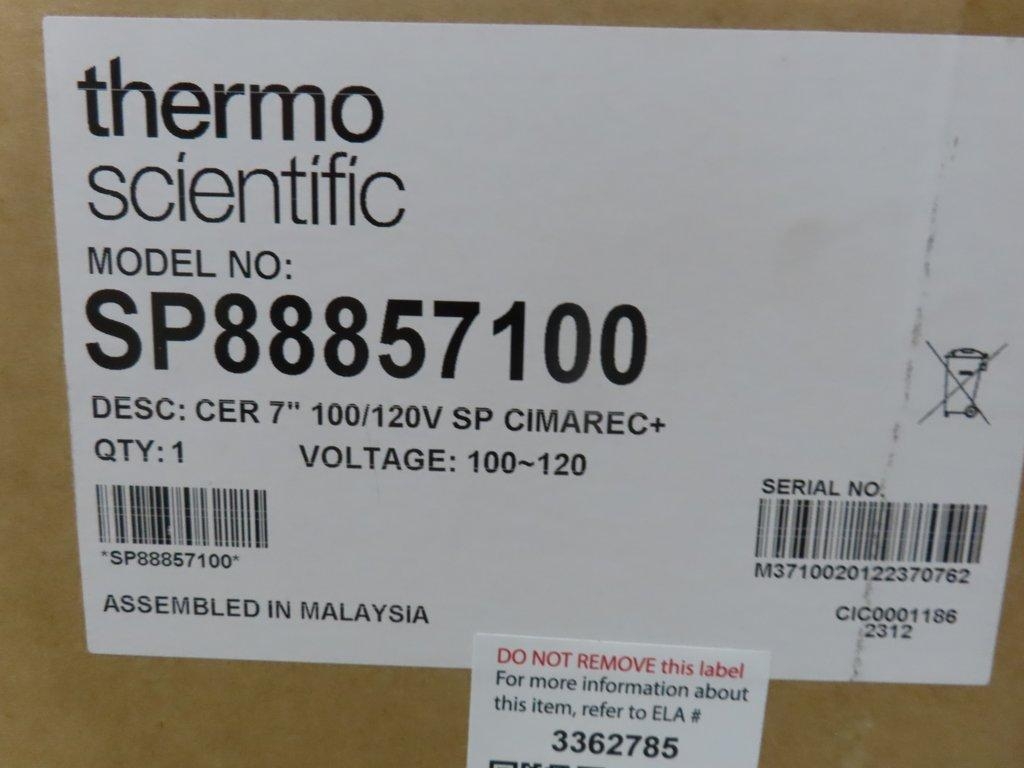 thermo
scientific
MODEL NO:
SP88857100
DESC: CER 7" 100/120V SP CIMAREC+
QTY: 1 VOLTAGE: 100~120
*SP88857100*
SERIAL NO.
M3710020122370762
ASSEMBLED IN MALAYSIA
CIC0001186
2312
DO NOT REMOVE this label
For more information about
this item, refer to ELA #
3362785